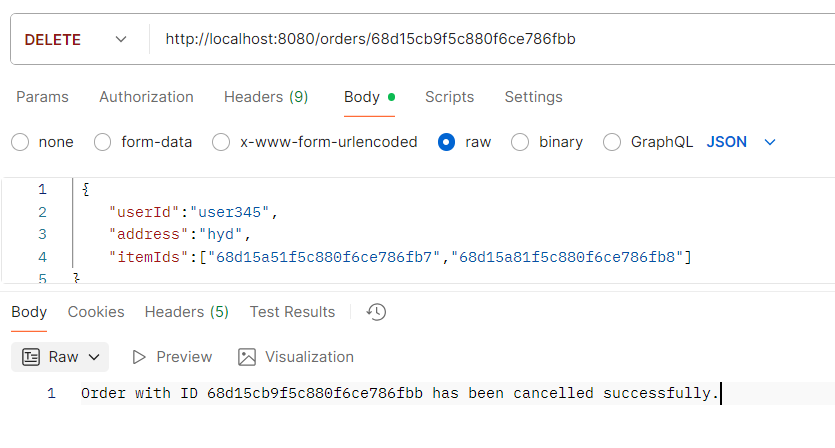 DELETE http://localhost:8080/orders/68d15cb9f5c880f6ce786fbb
Params Authorization Headers (9) Body Scripts Settings
none form-data x-www-form-urlencoded raw binary GraphQL JSON
1 {
2 "userId":"user345",
3 "address":"hyd",
4 "itemIds":["68d15a51f5c880f6ce786fb7","68d15a81f5c880f6ce786fb8"]
5 }
Body Cookies Headers (5) Test Results
Raw Preview Visualization
1 Order with ID 68d15cb9f5c880f6ce786fbb has been cancelled successfully.